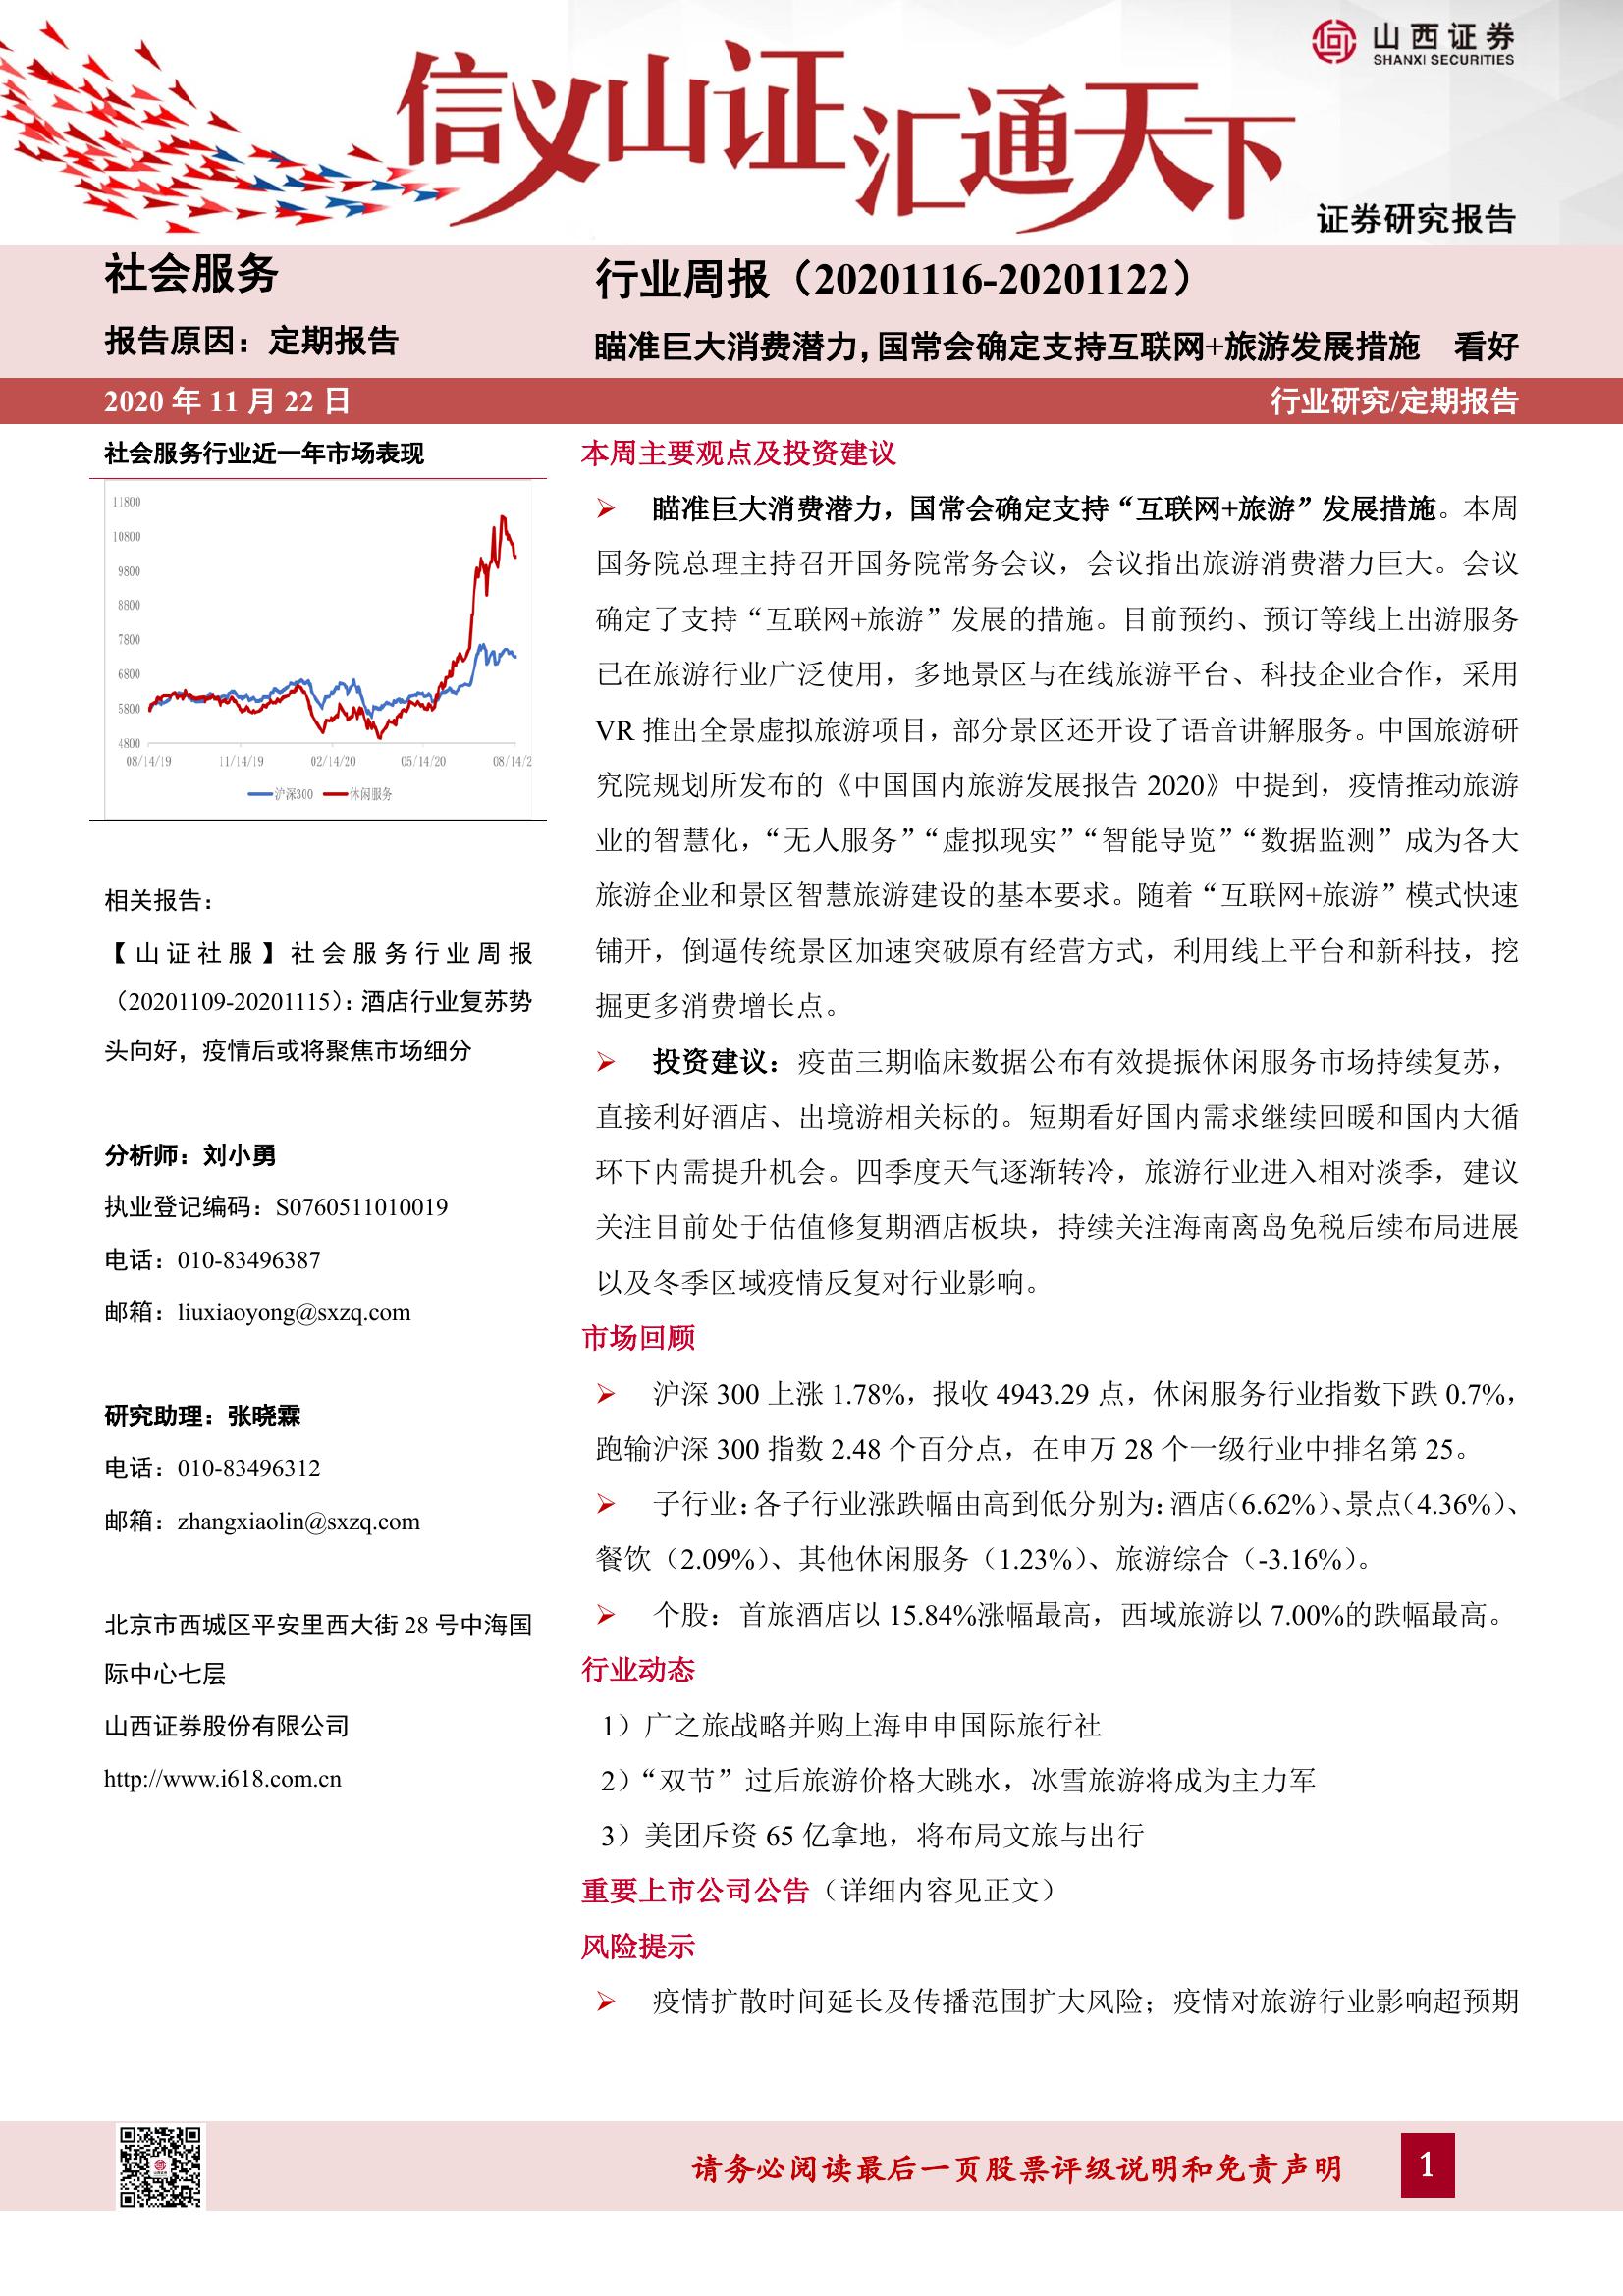 山西证券
SHANXI SECURITIES
信义山证汇通天下
证券研究报告
社会服务
报告原因：定期报告
行业周报（20201116-20201122）
瞄准巨大消费潜力，国常会确定支持互联网+旅游发展措施 看好
2020 年 11 月 22 日
行业研究/定期报告
社会服务行业近一年市场表现
11800
10800
9800
8800
7800
6800
5800
4800
08/14/19 11/14/19 02/14/20 05/14/20 08/14/2
沪深300 休闲服务
相关报告：
【山证社服】社会服务行业周报
（20201109-20201115）：酒店行业复苏势
头向好，疫情后或将聚焦市场细分
分析师：刘小勇
执业登记编码：S0760511010019
电话：010-83496387
邮箱：liuxiaoyong@sxzq.com
研究助理：张晓霖
电话：010-83496312
邮箱：zhangxiaolin@sxzq.com
北京市西城区平安里西大街 28 号中海国
际中心七层
山西证券股份有限公司
http://www.i618.com.cn
本周主要观点及投资建议
瞄准巨大消费潜力，国常会确定支持“互联网+旅游”发展措施。本周
国务院总理主持召开国务院常务会议，会议指出旅游消费潜力巨大。会议
确定了支持“互联网+旅游”发展的措施。目前预约、预订等线上出游服务
已在旅游行业广泛使用，多地景区与在线旅游平台、科技企业合作，采用
VR 推出全景虚拟旅游项目，部分景区还开设了语音讲解服务。中国旅游研
究院规划所发布的《中国国内旅游发展报告 2020》中提到，疫情推动旅游
业的智慧化，“无人服务”“虚拟现实”“智能导览”“数据监测”成为各大
旅游企业和景区智慧旅游建设的基本要求。随着“互联网+旅游”模式快速
铺开，倒逼传统景区加速突破原有经营方式，利用线上平台和新科技，挖
掘更多消费增长点。
投资建议：疫苗三期临床数据公布有效提振休闲服务市场持续复苏，
直接利好酒店、出境游相关标的。短期看好国内需求继续回暖和国内大循
环下内需提升机会。四季度天气逐渐转冷，旅游行业进入相对淡季，建议
关注目前处于估值修复期酒店板块，持续关注海南离岛免税后续布局进展
以及冬季区域疫情反复对行业影响。
市场回顾
沪深 300 上涨 1.78%，报收 4943.29 点，休闲服务行业指数下跌 0.7%，
跑输沪深 300 指数 2.48 个百分点，在申万 28 个一级行业中排名第 25。
子行业：各子行业涨跌幅由高到低分别为：酒店（6.62%）、景点（4.36%）、
餐饮（2.09%）、其他休闲服务（1.23%）、旅游综合（-3.16%）。
个股：首旅酒店以 15.84%涨幅最高，西域旅游以 7.00%的跌幅最高。
行业动态
1）广之旅战略并购上海申申国际旅行社
2）“双节”过后旅游价格大跳水，冰雪旅游将成为主力军
3）美团斥资 65 亿拿地，将布局文旅与出行
重要上市公司公告（详细内容见正文）
风险提示
疫情扩散时间延长及传播范围扩大风险；疫情对旅游行业影响超预期
请务必阅读最后一页股票评级说明和免责声明
1